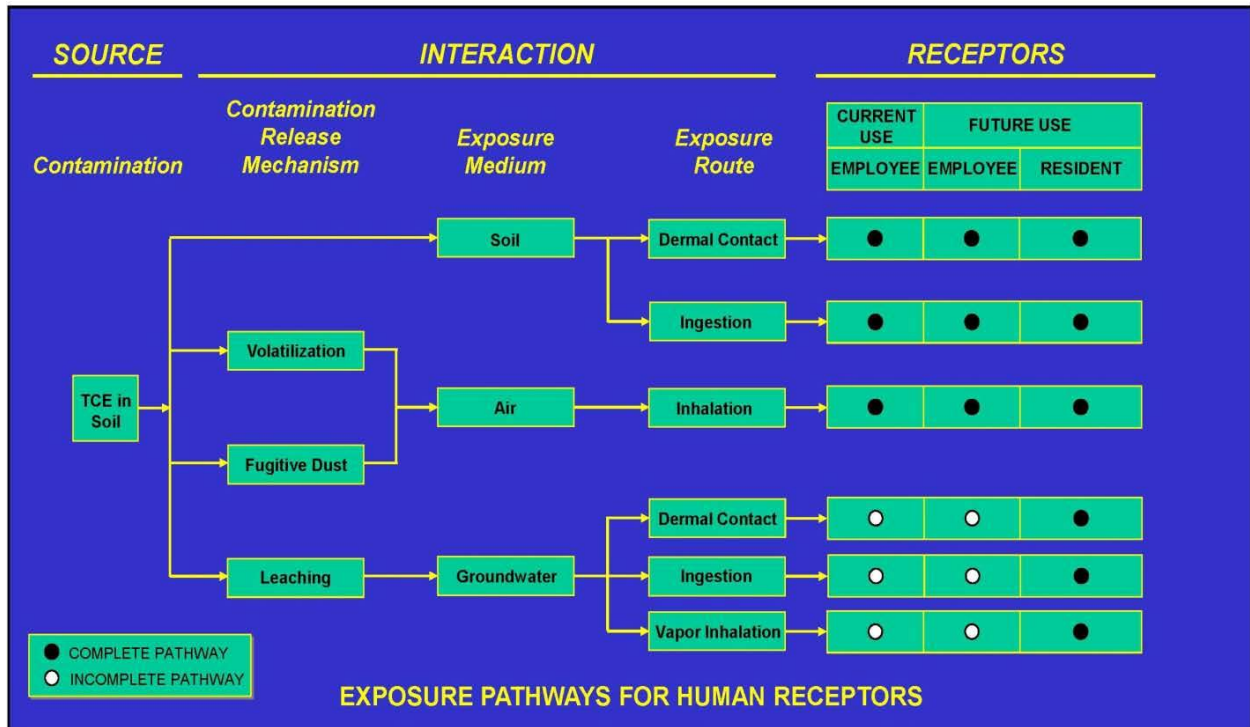 SOURCE
INTERACTION
RECEPTORS
Contamination
Contamination
Release
Mechanism
Exposure
Medium
Exposure
Route
CURRENT
USE
FUTURE USE
EMPLOYEE
EMPLOYEE
RESIDENT
Soil
Dermal Contact
Ingestion
Volatilization
TCE in
Soil
Air
Inhalation
Fugitive Dust
Dermal Contact
Leaching
Groundwater
Ingestion
Vapor Inhalation
COMPLETE PATHWAY
INCOMPLETE PATHWAY
EXPOSURE PATHWAYS FOR HUMAN RECEPTORS